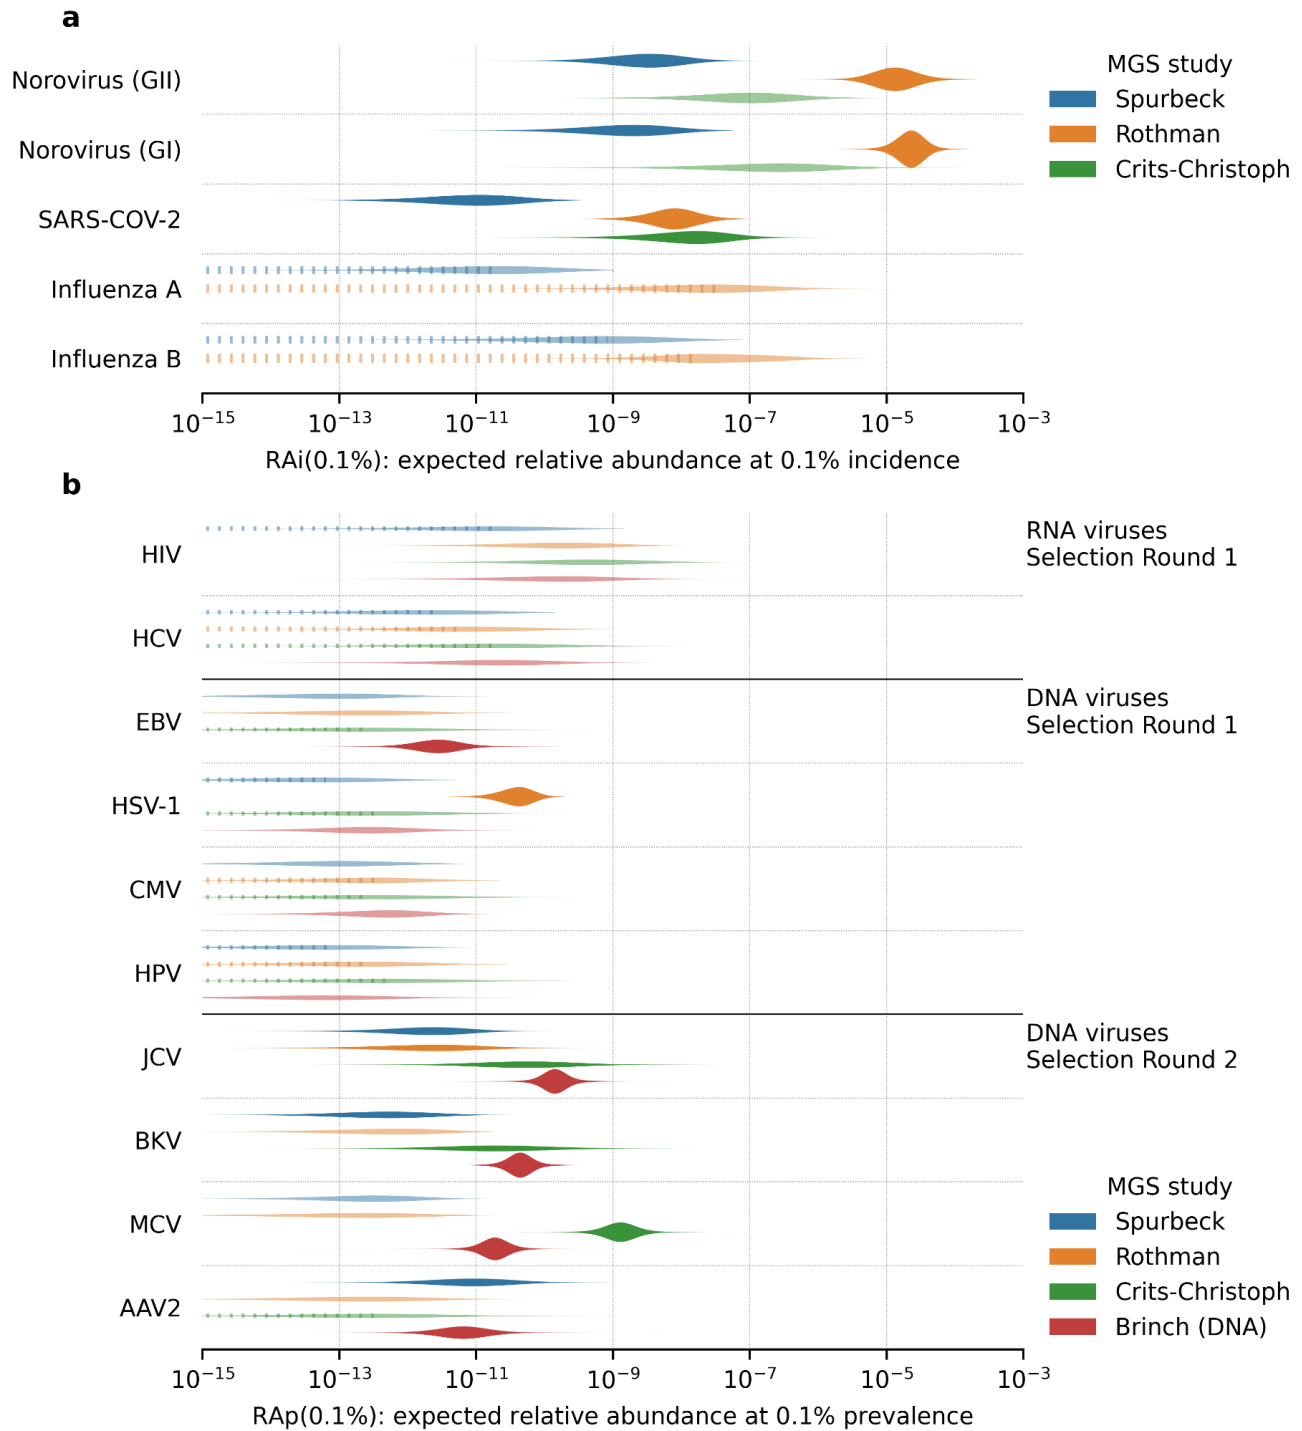 a
Norovirus (GII)
Norovirus (GI)
SARS-COV-2
Influenza A
Influenza B
MGS study
Spurbeck
Rothman
Crits-Christoph
10⁻¹⁵ 10⁻¹³ 10⁻¹¹ 10⁻⁹ 10⁻⁷ 10⁻⁵ 10⁻³
RAi(0.1%): expected relative abundance at 0.1% incidence
b
HIV
RNA viruses
Selection Round 1
HCV
EBV
DNA viruses
Selection Round 1
HSV-1
CMV
HPV
JCV
DNA viruses
Selection Round 2
BKV
MCV
AAV2
MGS study
Spurbeck
Rothman
Crits-Christoph
Brinch (DNA)
10⁻¹⁵ 10⁻¹³ 10⁻¹¹ 10⁻⁹ 10⁻⁷ 10⁻⁵ 10⁻³
RAp(0.1%): expected relative abundance at 0.1% prevalence